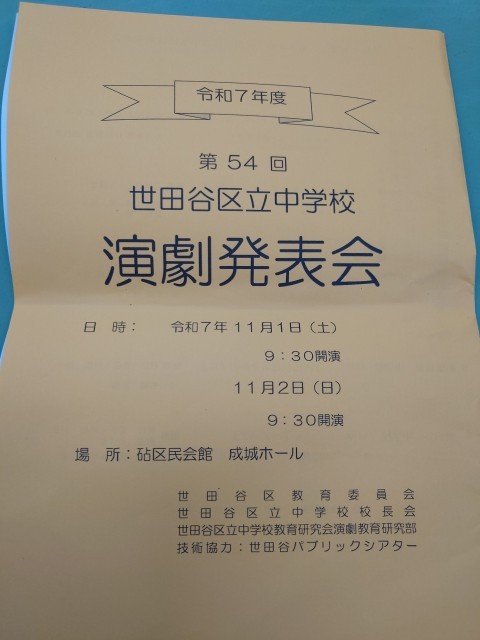 令和7年度
第 54 回
世田谷区立中学校
演劇発表会
日 時： 令和7年 11月1日（土）
9：30開演
11月2日（日）
9：30開演
場 所：砧区民会館 成城ホール
世田谷区教育委員会
世田谷区立中学校校長会
世田谷区立中学校教育研究会演劇教育研究部
技術協力：世田谷パブリックシアター